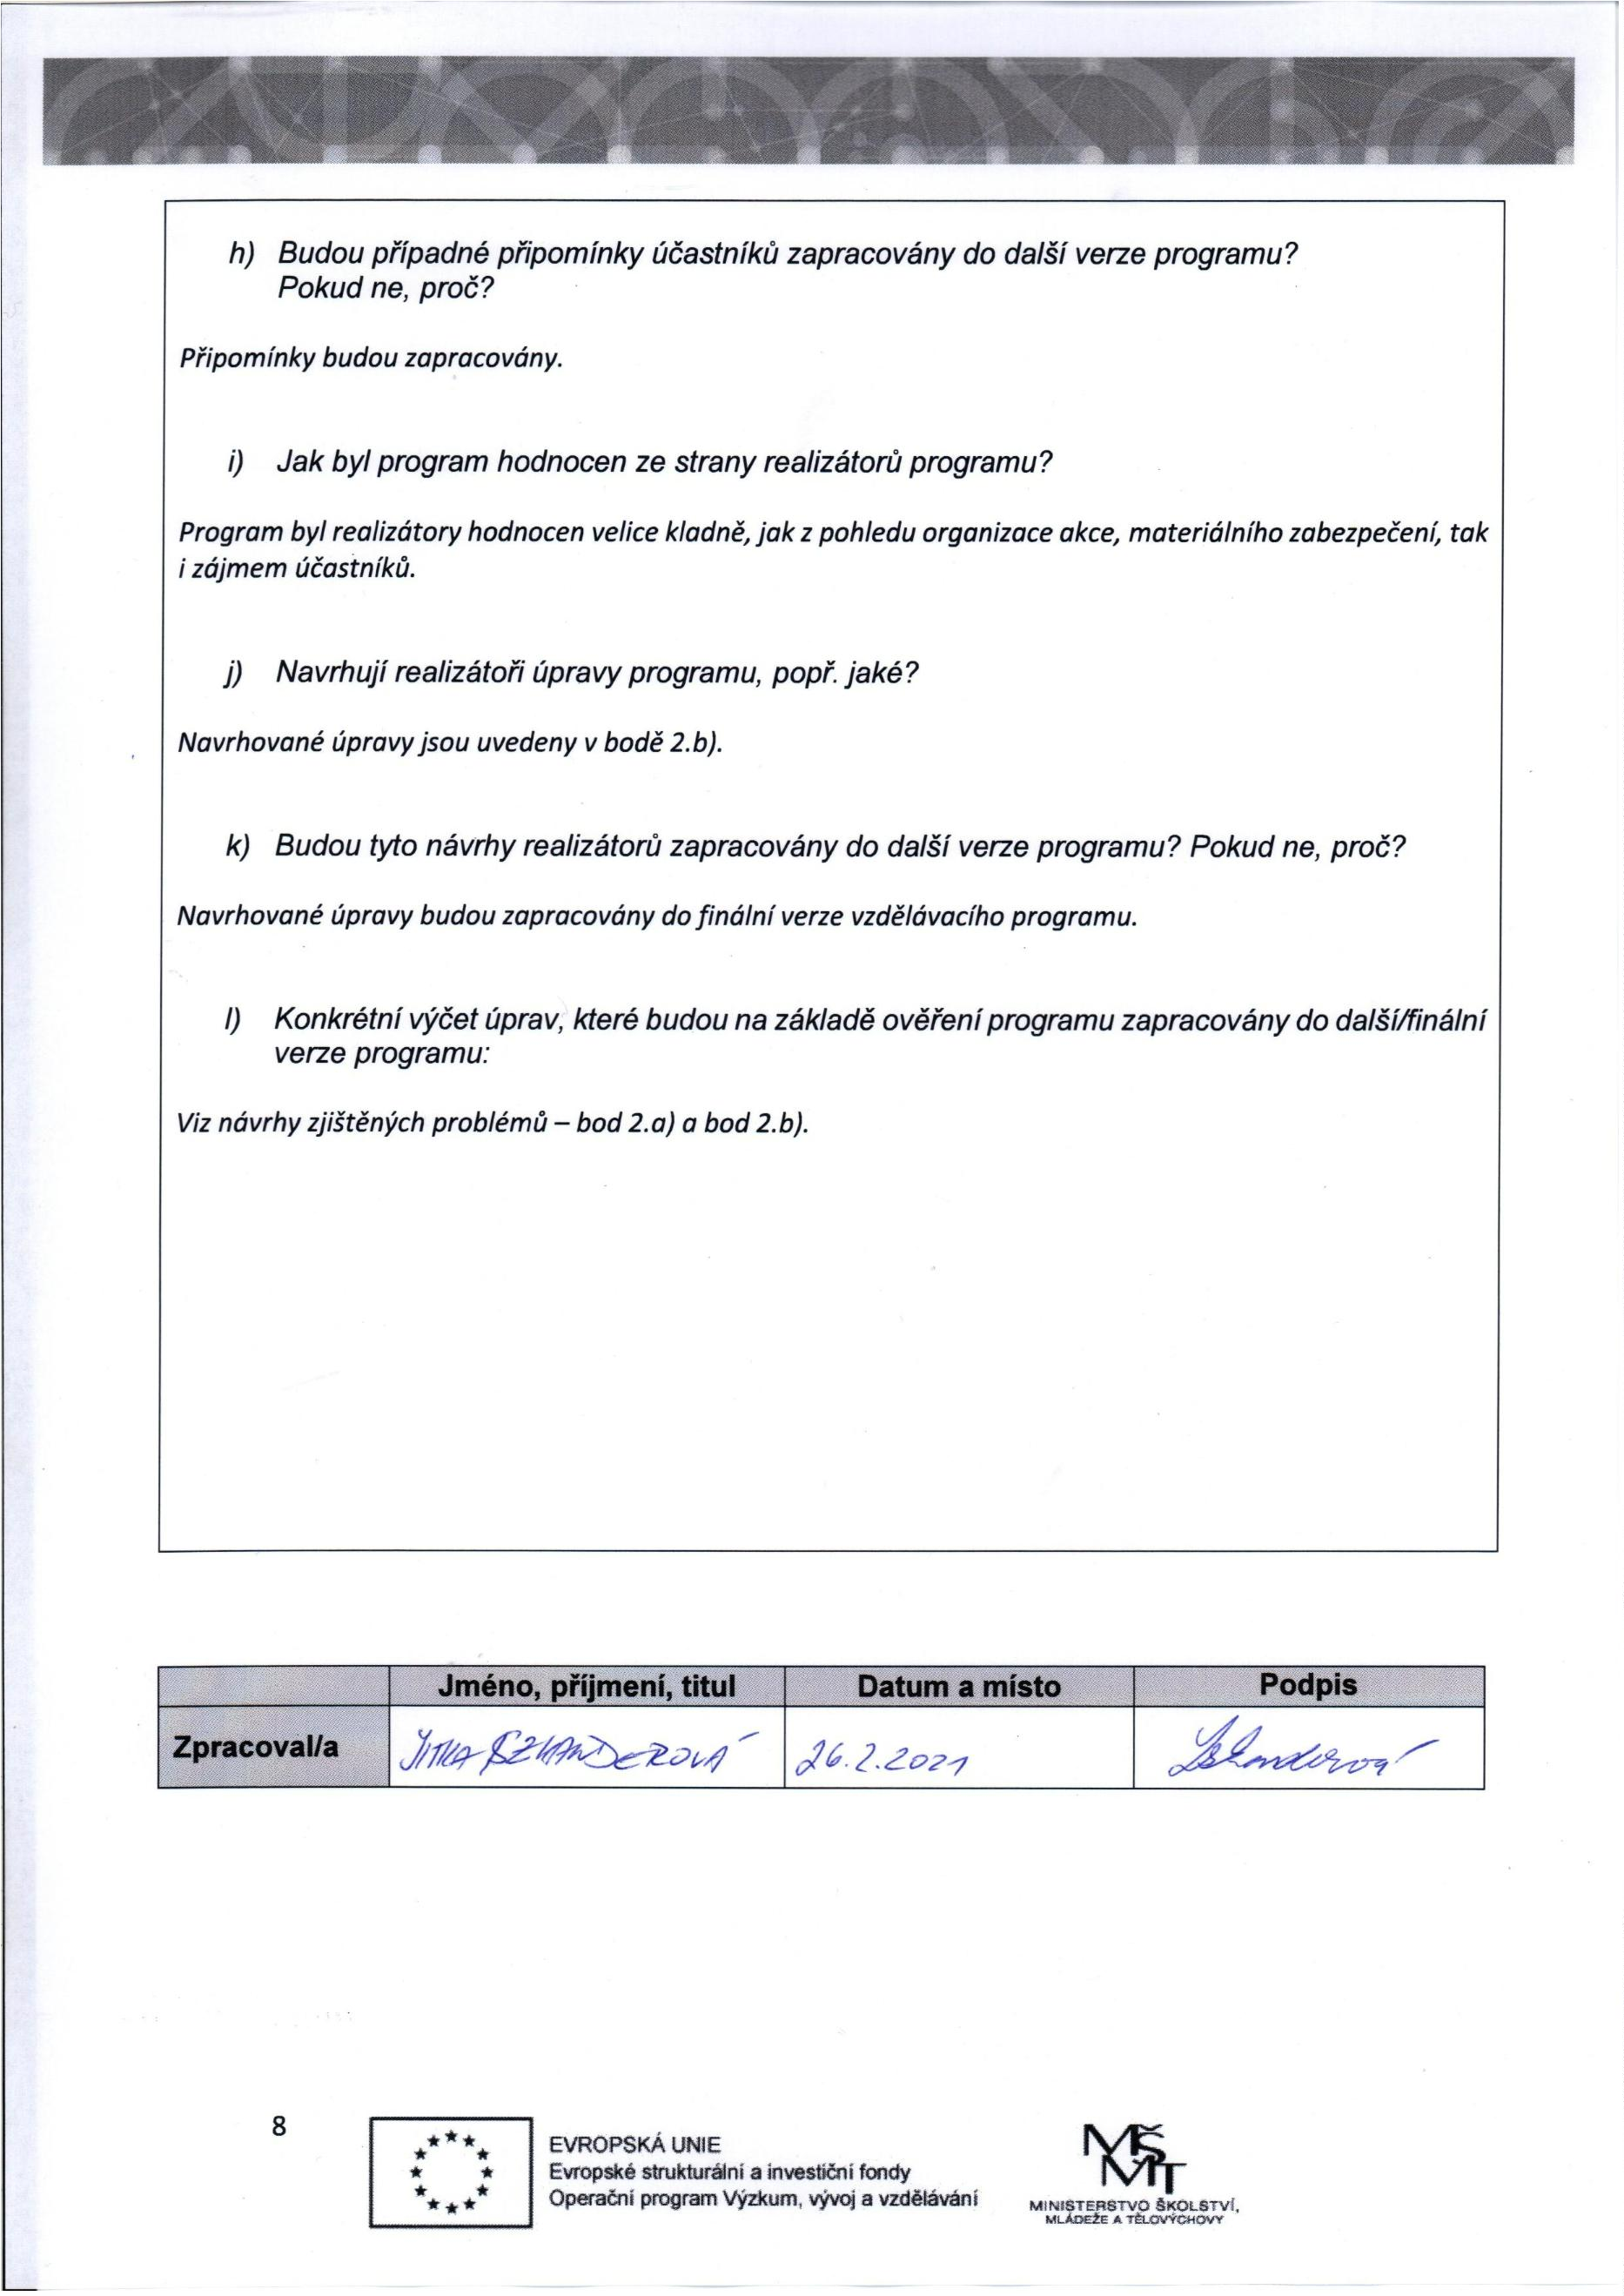 h) Budou případné připomínky účastníků zapracovány do další verze programu?
Pokud ne, proč?
Připomínky budou zapracovány.
i) Jak byl program hodnocen ze strany realizátorů programu?
Program byl realizátory hodnocen velice kladně, jak z pohledu organizace akce, materiálního zabezpečení, tak
i zájmem účastníků.
j) Navrhují realizátoři úpravy programu, popř. jaké?
Navrhované úpravy jsou uvedeny v bodě 2.b).
k) Budou tyto návrhy realizátorů zapracovány do další verze programu? Pokud ne, proč?
Navrhované úpravy budou zapracovány do finální verze vzdělávacího programu.
l) Konkrétní výčet úprav, které budou na základě ověření programu zapracovány do další/finální
verze programu:
Viz návrhy zjištěných problémů – bod 2.a) a bod 2.b).
Jméno, příjmení, titul Datum a místo Podpis
Zpracoval/a JITKA 26.2.2021
8
EVROPSKÁ UNIE
Evropské strukturální a investiční fondy
Operační program Výzkum, vývoj a vzdělávání
MŠMT
MINISTERSTVO ŠKOLSTVÍ,
MLÁDEŽE A TĚLOVÝCHOVY